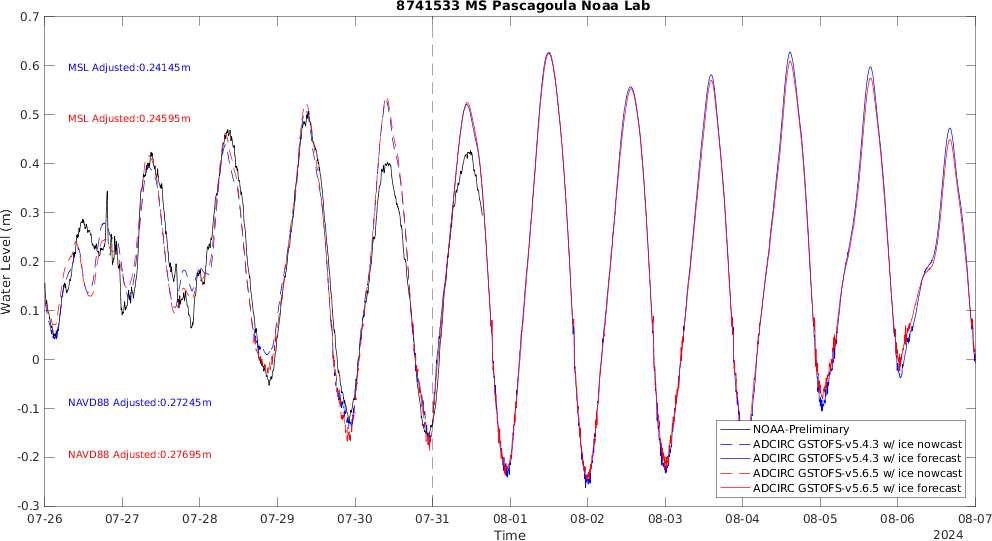 8741533 MS Pascagoula Noaa Lab
0.7
0.6
0.5
0.4
0.3
0.2
0.1
0
-0.1
-0.2
-0.3
Water Level (m)
MSL Adjusted:0.24145m
MSL Adjusted:0.24595m
NAVD88 Adjusted:0.27245m
NAVD88 Adjusted:0.27695m
NOAA-Preliminary
ADCIRC GSTOFS-v5.4.3 w/ ice nowcast
ADCIRC GSTOFS-v5.4.3 w/ ice forecast
ADCIRC GSTOFS-v5.6.5 w/ ice nowcast
ADCIRC GSTOFS-v5.6.5 w/ ice forecast
07-26 07-27 07-28 07-29 07-30 07-31 08-01 08-02 08-03 08-04 08-05 08-06 08-07
Time
2024